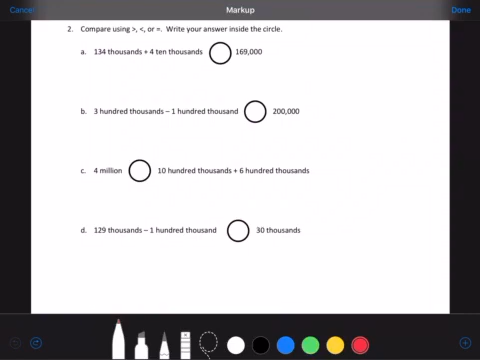 Cancel
Markup
Done
2. Compare using >, <, or =. Write your answer inside the circle.
a. 134 thousands + 4 ten thousands 169,000
b. 3 hundred thousands – 1 hundred thousand 200,000
c. 4 million 10 hundred thousands + 6 hundred thousands
d. 129 thousands – 1 hundred thousand 30 thousands